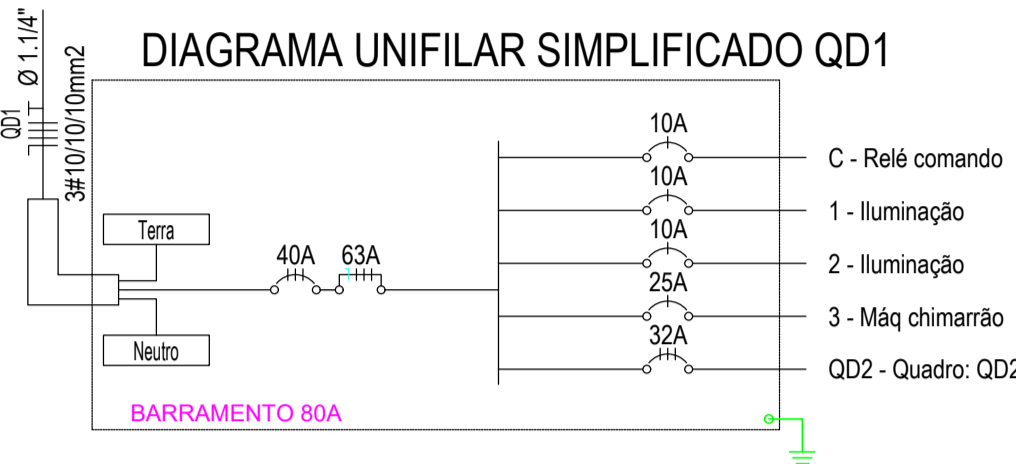 DIAGRAMA UNIFILAR SIMPLIFICADO QD1
QD1
Ø 1.1/4"
3#10/10/10mm2
Terra
Neutro
40A
63A
10A
C - Relé comando
10A
1 - Iluminação
10A
2 - Iluminação
25A
3 - Máq chimarrão
32A
QD2 - Quadro: QD2
BARRAMENTO 80A